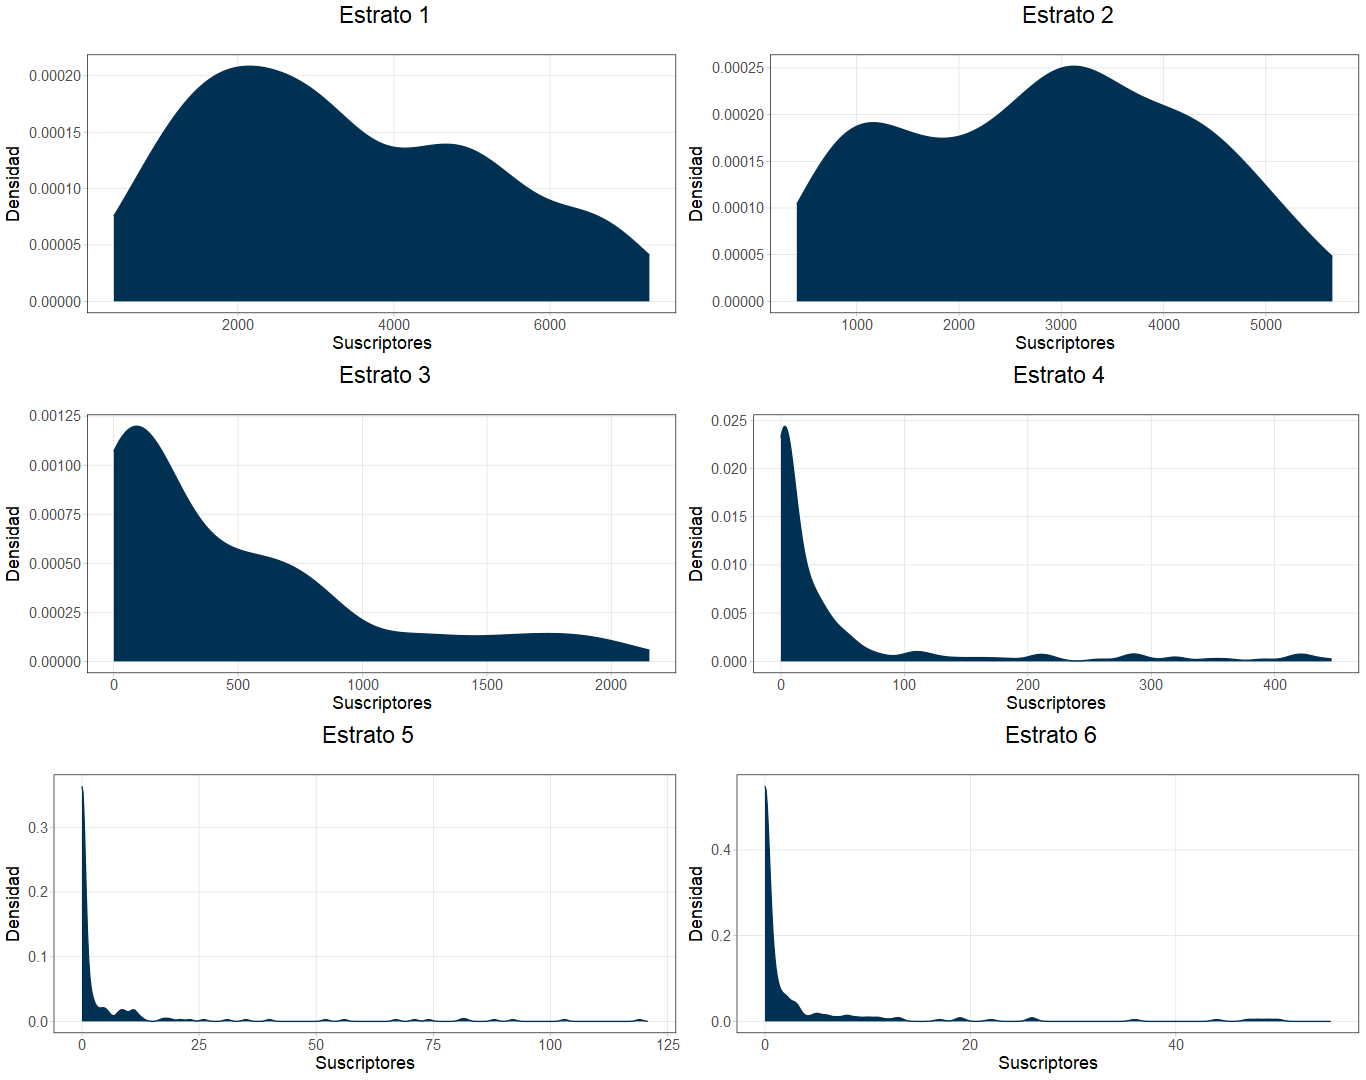 Estrato 1
Densidad
0.00020
0.00015
0.00010
0.00005
0.00000
2000 4000 6000
Suscriptores
Estrato 2
Densidad
0.00025
0.00020
0.00015
0.00010
0.00005
0.00000
1000 2000 3000 4000 5000
Suscriptores
Estrato 3
Densidad
0.00125
0.00100
0.00075
0.00050
0.00025
0.00000
0 500 1000 1500 2000
Suscriptores
Estrato 4
Densidad
0.025
0.020
0.015
0.010
0.005
0.000
0 100 200 300 400
Suscriptores
Estrato 5
Densidad
0.3
0.2
0.1
0.0
0 25 50 75 100 125
Suscriptores
Estrato 6
Densidad
0.4
0.2
0.0
0 20 40
Suscriptores